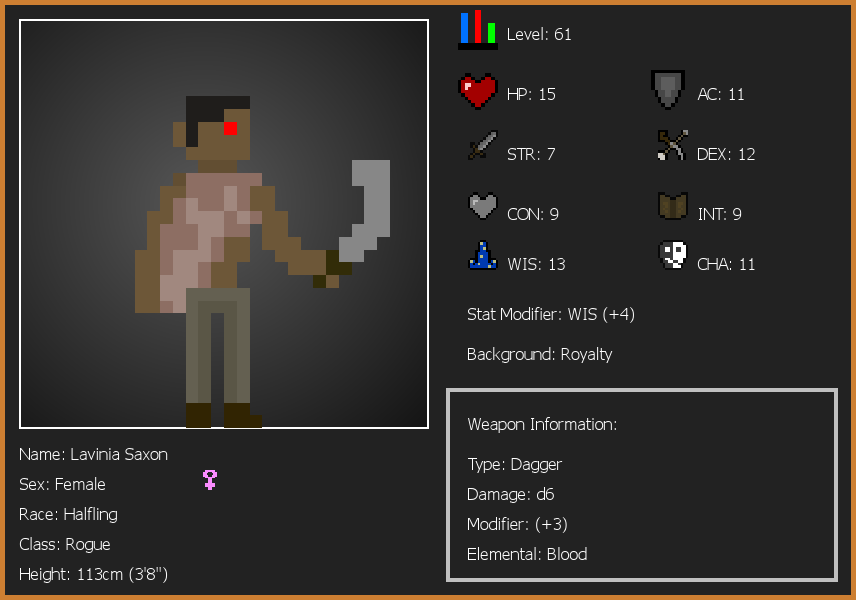 Level: 61
HP: 15
AC: 11
STR: 7
DEX: 12
CON: 9
INT: 9
WIS: 13
CHA: 11
Stat Modifier: WIS (+4)
Background: Royalty
Weapon Information:
Type: Dagger
Damage: d6
Modifier: (+3)
Elemental: Blood
Name: Lavinia Saxon
Sex: Female
Race: Halfling
Class: Rogue
Height: 113cm (3'8")